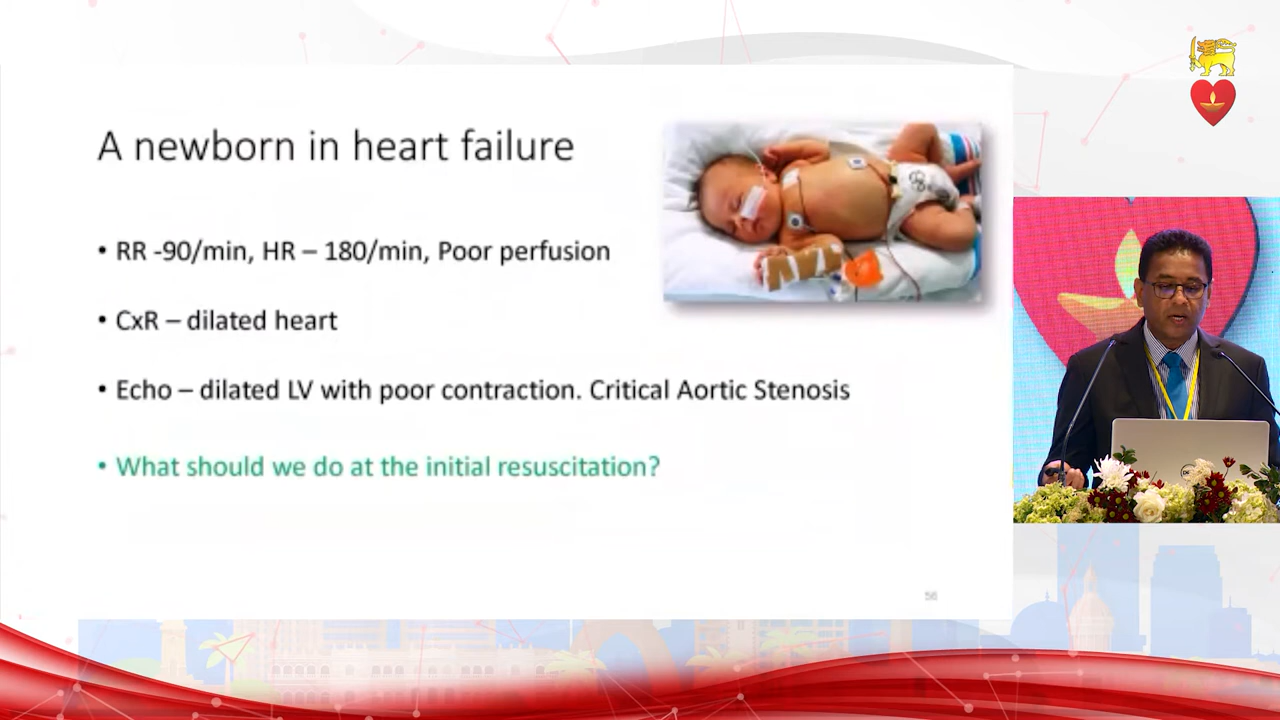 A newborn in heart failure
• RR -90/min, HR – 180/min, Poor perfusion
• CxR – dilated heart
• Echo – dilated LV with poor contraction. Critical Aortic Stenosis
• What should we do at the initial resuscitation?
56